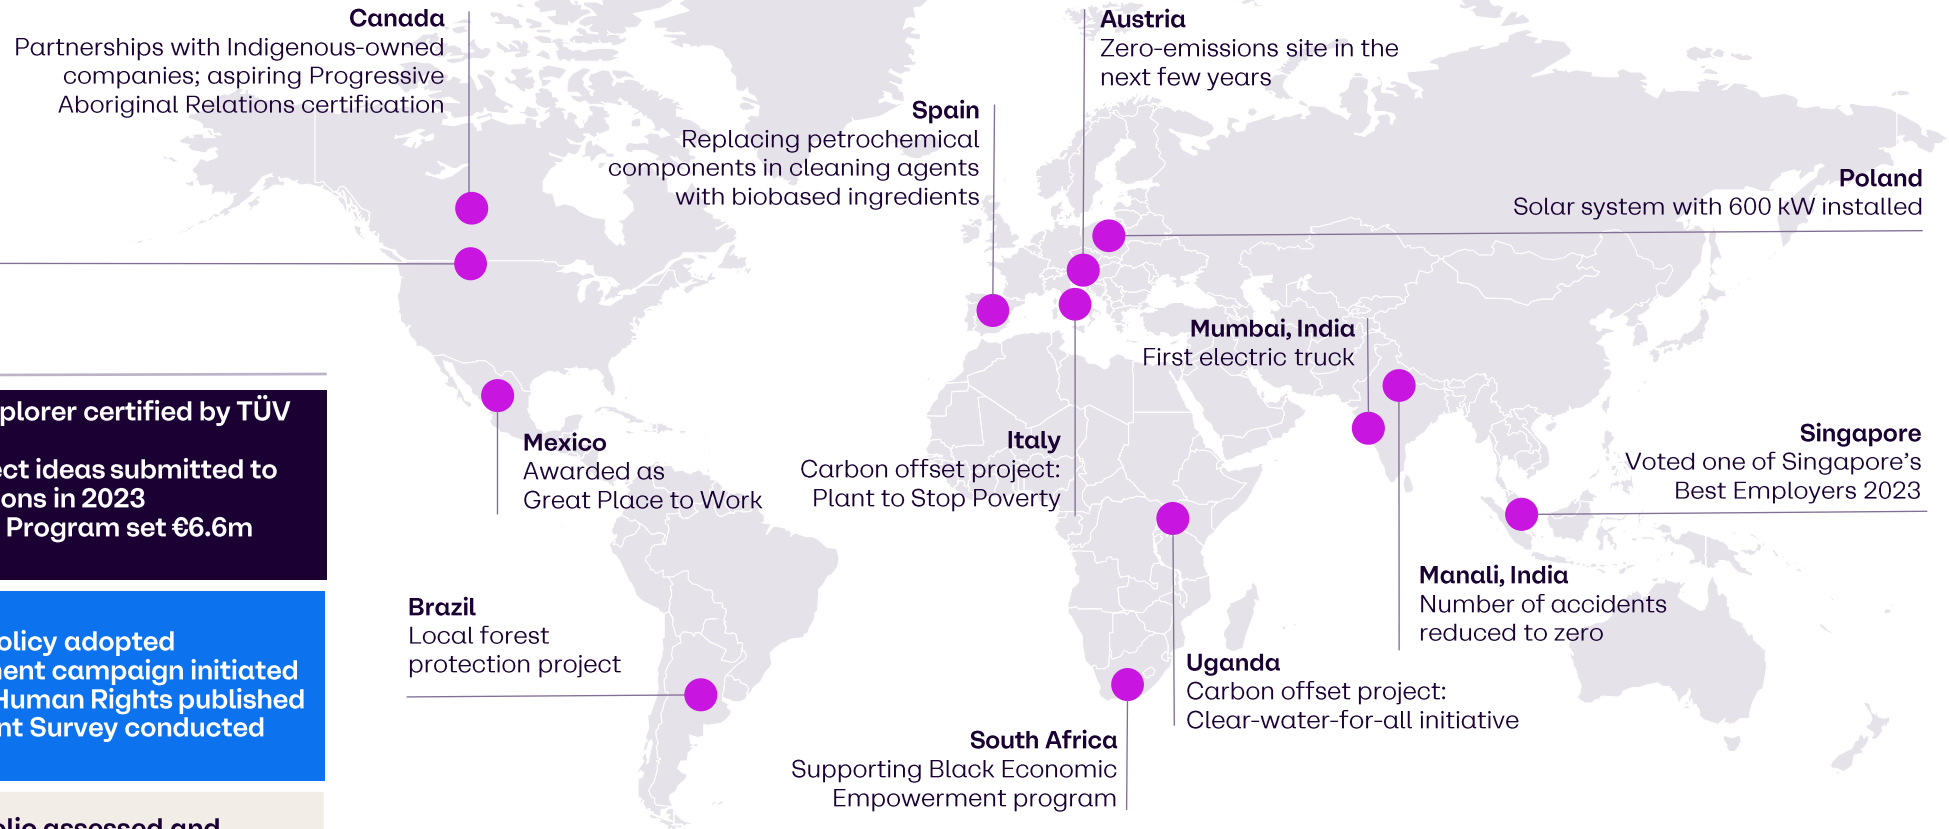 Canada
Partnerships with Indigenous-owned
companies; aspiring Progressive
Aboriginal Relations certification
Austria
Zero-emissions site in the
next few years
Spain
Replacing petrochemical
components in cleaning agents
with biobased ingredients
Poland
Solar system with 600 kW installed
Mumbai, India
First electric truck
Mexico
Awarded as
Great Place to Work
Italy
Carbon offset project:
Plant to Stop Poverty
Singapore
Voted one of Singapore’s
Best Employers 2023
Manali, India
Number of accidents
reduced to zero
Brazil
Local forest
protection project
Uganda
Carbon offset project:
Clear-water-for-all initiative
South Africa
Supporting Black Economic
Empowerment program
certified by TÜV
ideas submitted to
in 2023
Program set €6.6m
adopted
campaign initiated
Human Rights published
Survey conducted
assessed and